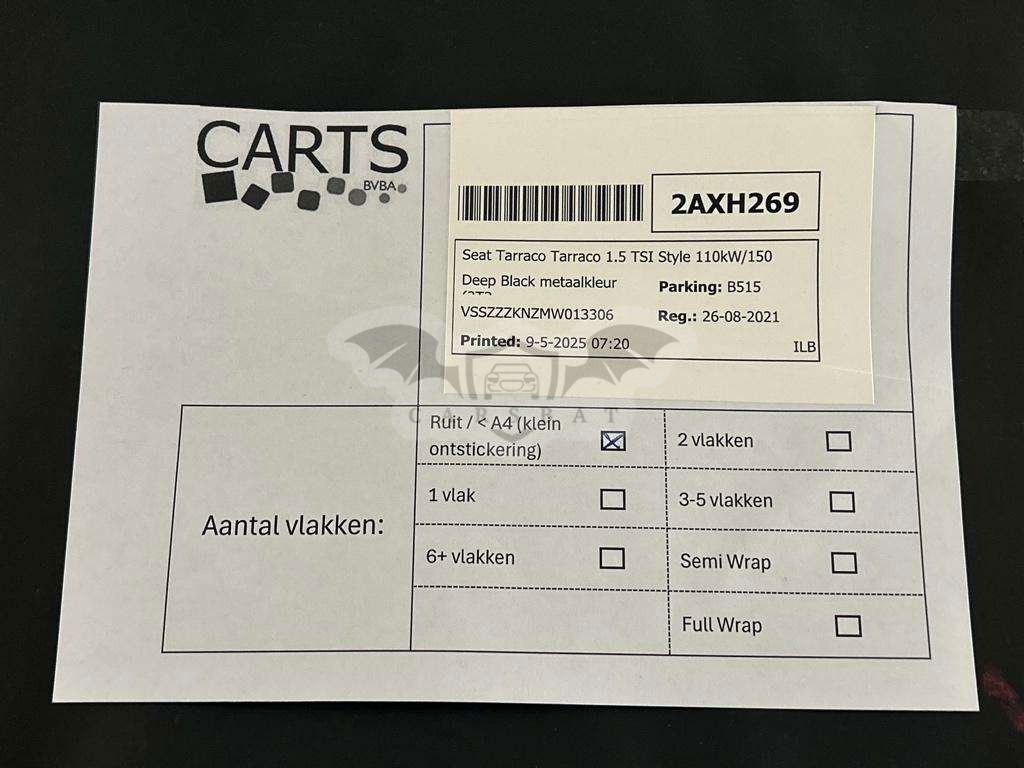 CARTS
BVBA
2AXH269
Seat Tarraco Tarraco 1.5 TSI Style 110kW/150
Deep Black metaalkleur
Parking: B515
VSSZZZKNZMW013306
Reg.: 26-08-2021
Printed: 9-5-2025 07:20
ILB
CARSBAT
Ruit / < A4 (klein
ontstickering)
2 vlakken
1 vlak
3-5 vlakken
Aantal vlakken:
6+ vlakken
Semi Wrap
Full Wrap